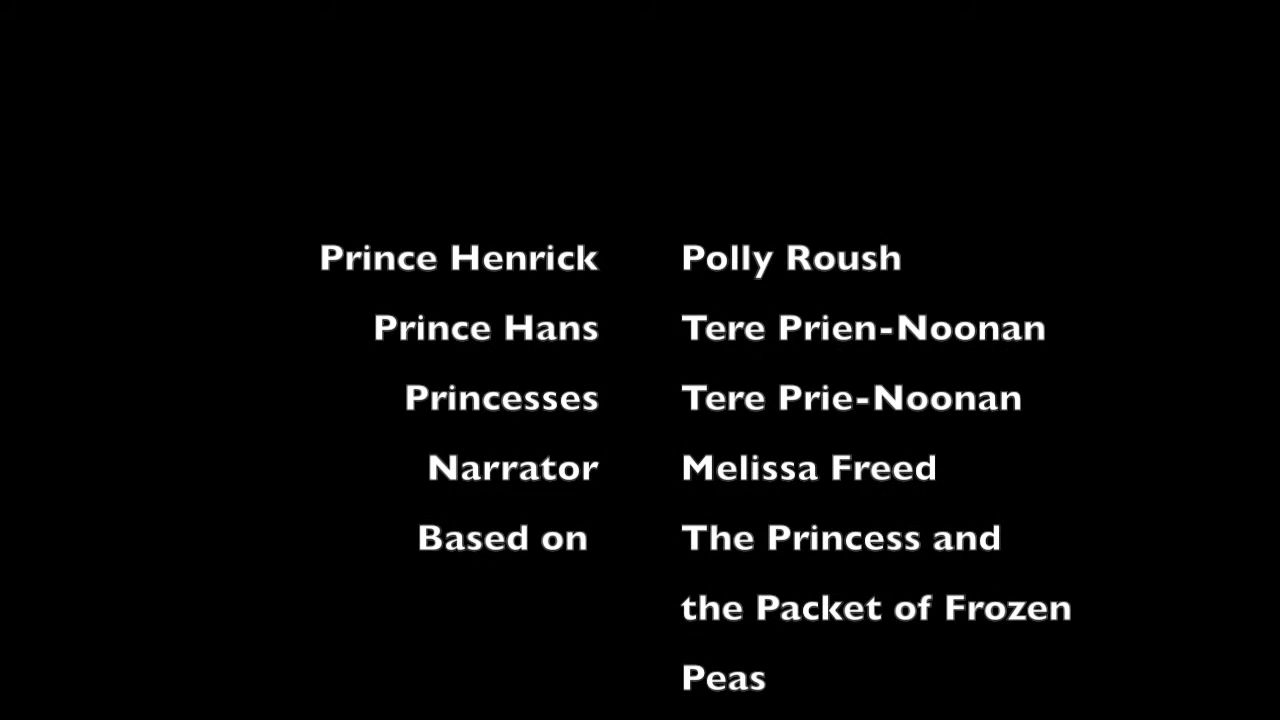 Prince Henrick Polly Roush
Prince Hans Tere Prien-Noonan
Princesses Tere Prie-Noonan
Narrator Melissa Freed
Based on The Princess and
the Packet of Frozen
Peas